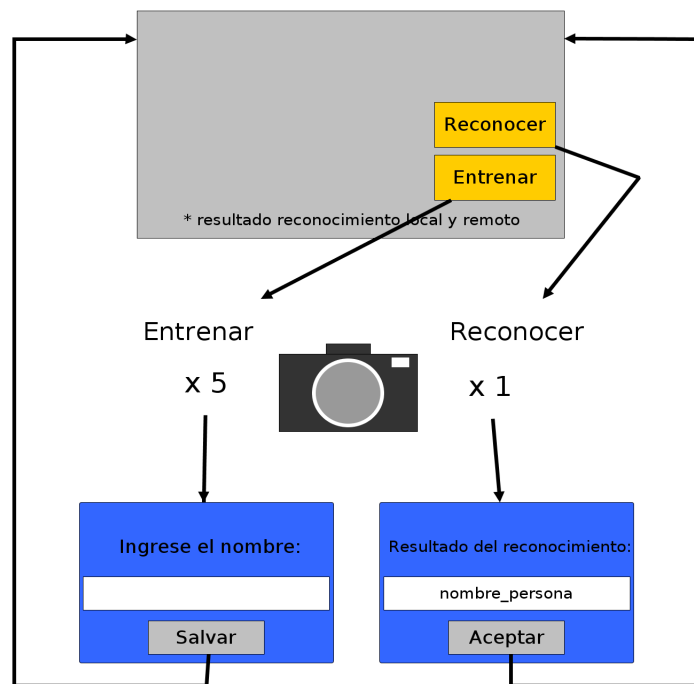 Reconocer
Entrenar
* resultado reconocimiento local y remoto
Entrenar
Reconocer
x 5
x 1
Ingrese el nombre:
Resultado del reconocimiento:
nombre_persona
Salvar
Aceptar